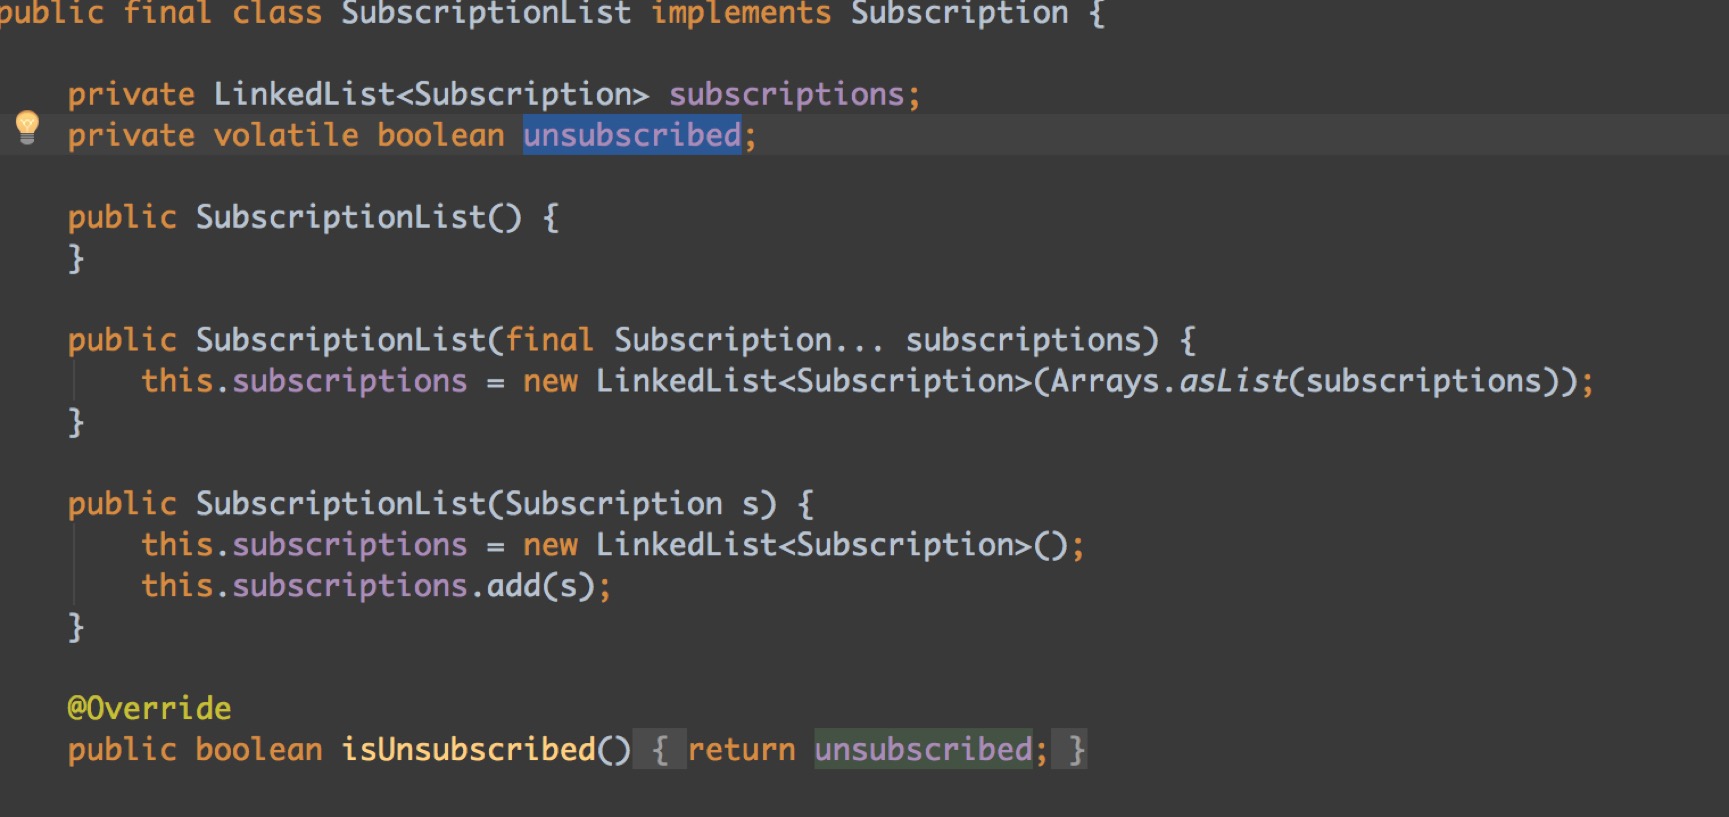 public final class SubscriptionList implements Subscription {
private LinkedList<Subscription> subscriptions;
private volatile boolean unsubscribed;
public SubscriptionList() {
}
public SubscriptionList(final Subscription... subscriptions) {
this.subscriptions = new LinkedList<Subscription>(Arrays.asList(subscriptions));
}
public SubscriptionList(Subscription s) {
this.subscriptions = new LinkedList<Subscription>();
this.subscriptions.add(s);
}
@Override
public boolean isUnsubscribed() { return unsubscribed; }